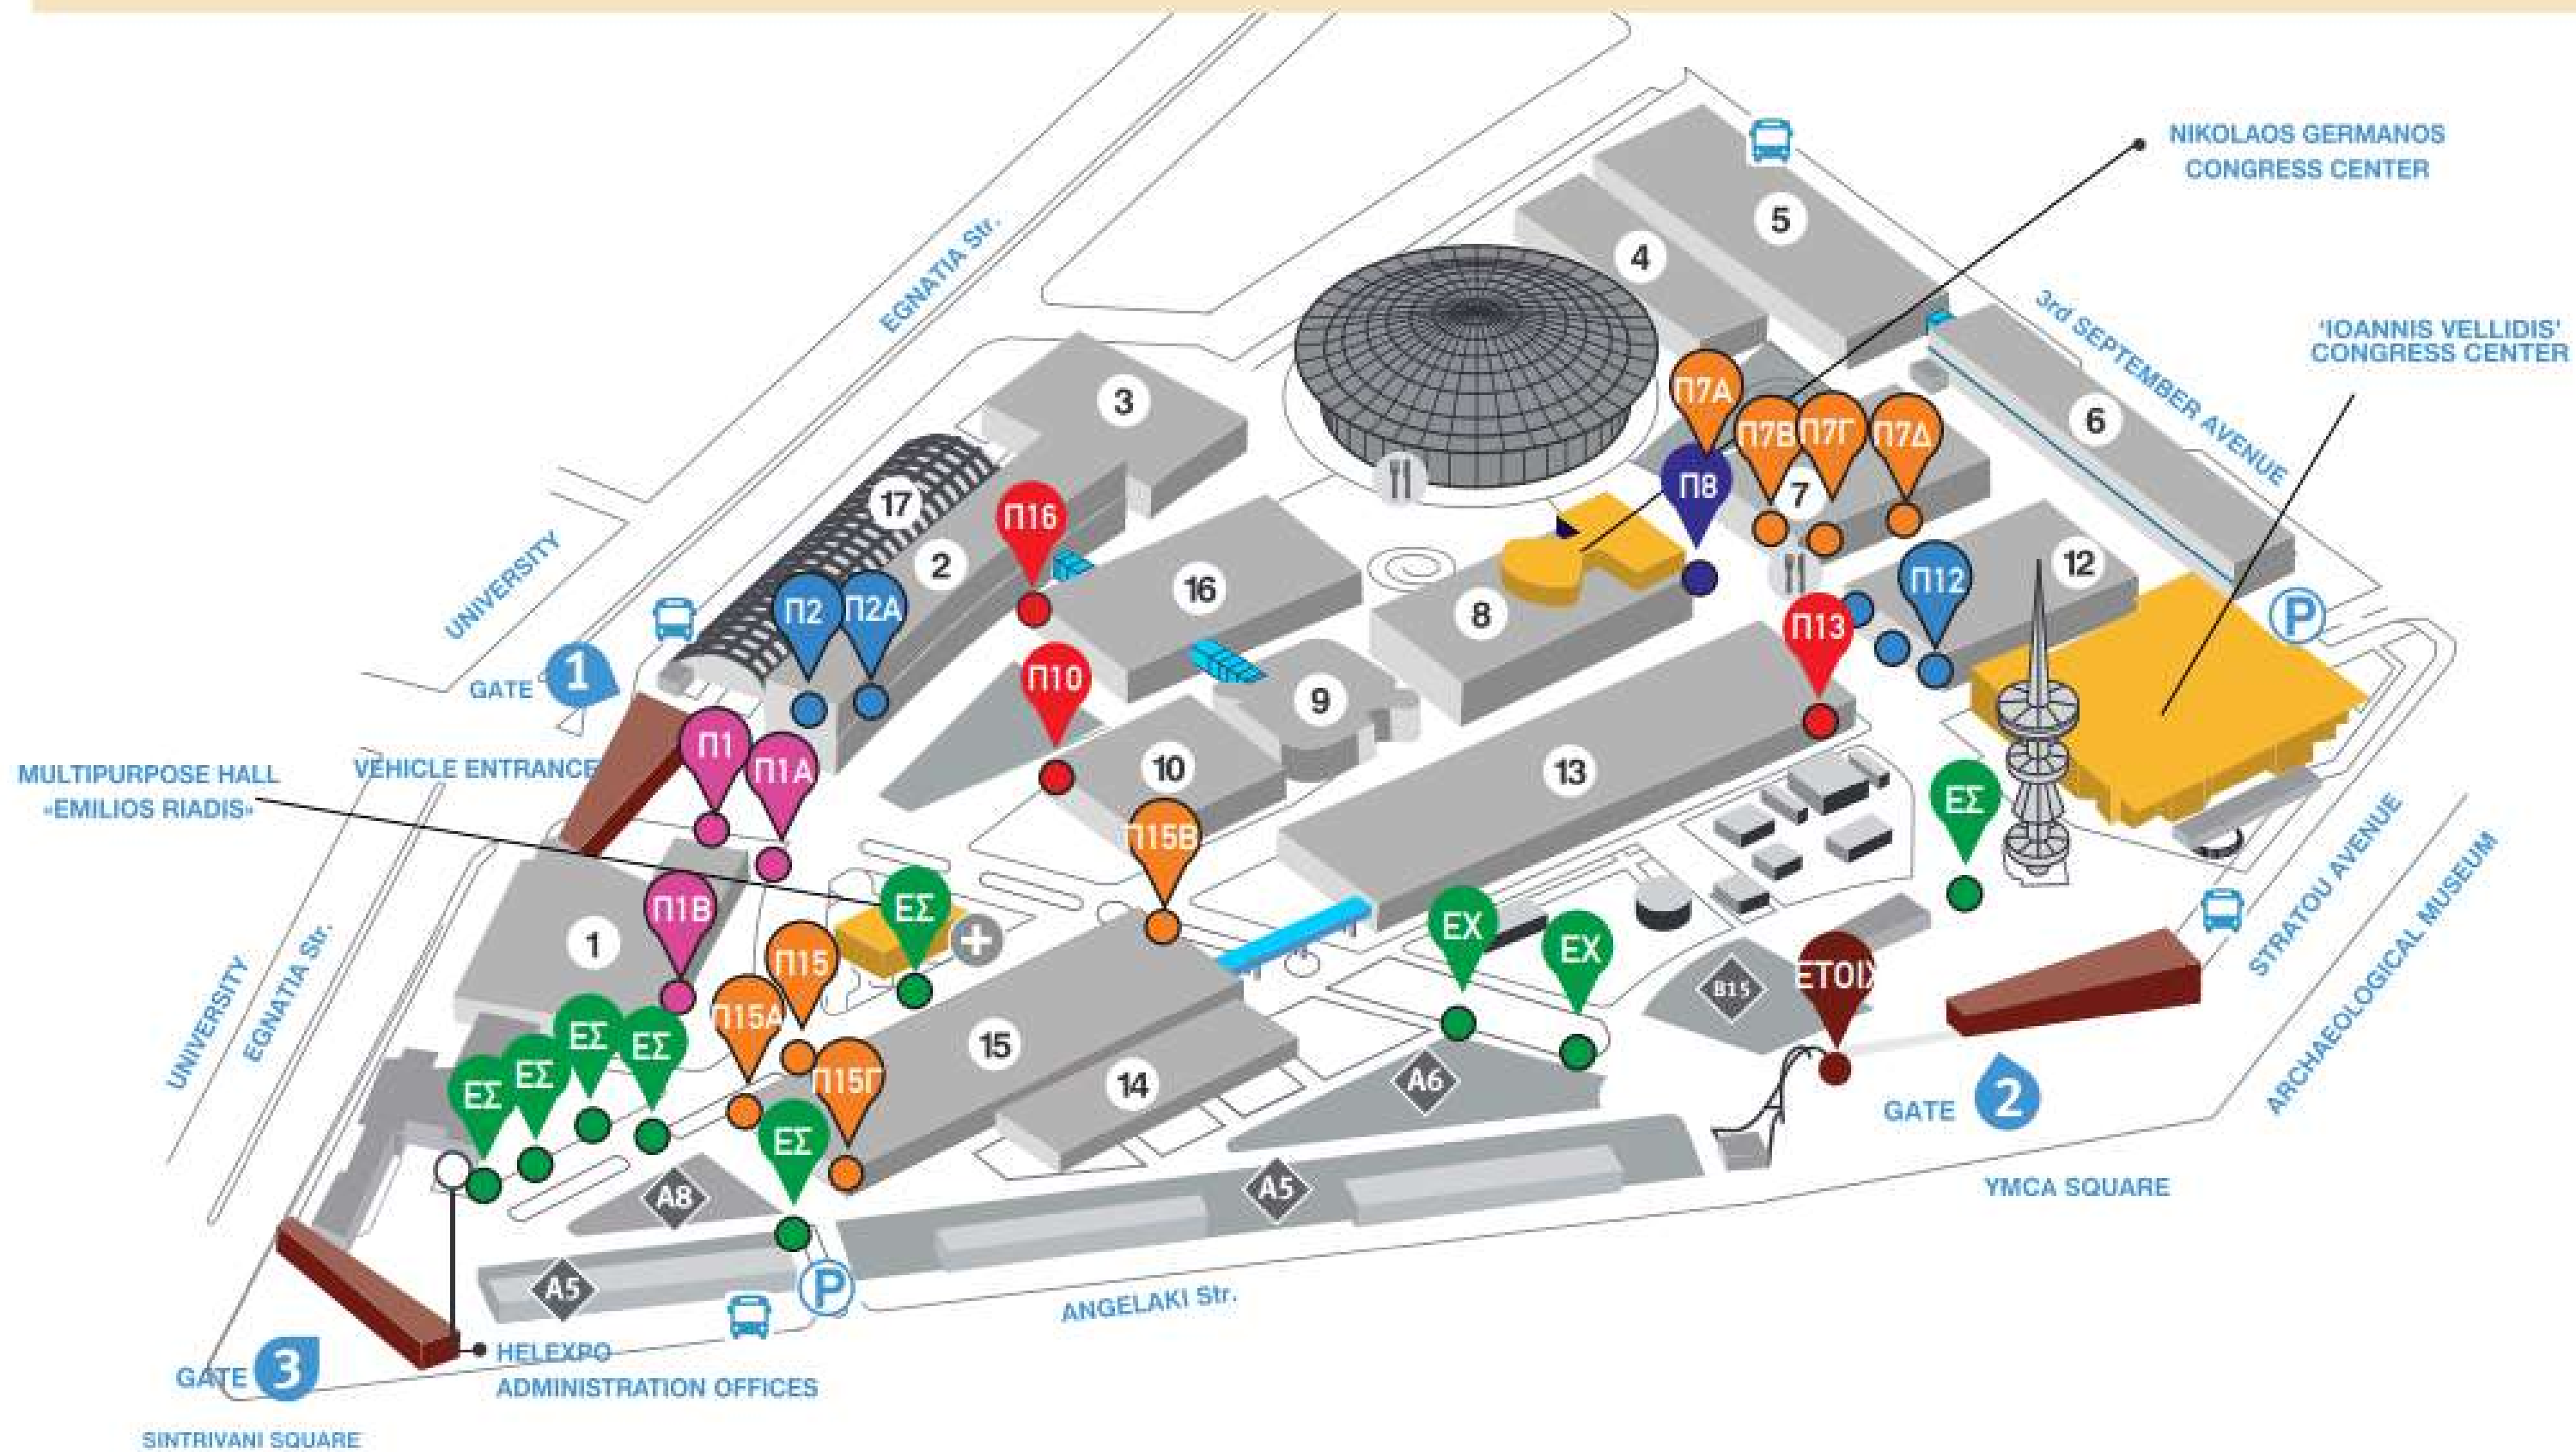 NIKOLAOS GERMANOS
CONGRESS CENTER
5
4
EGNATIA Str.
3rd SEPTEMBER AVENUE
'IOANNIS VELLIDIS'
CONGRESS CENTER
3
6
Π7Α
Π7Β
Π7Γ
Π7Δ
17
Π8
7
Π16
2
16
12
Π12
UNIVERSITY
Π2
Π2Α
8
P
Π13
GATE 1
Π10
9
Π1
Π1Α
10
13
VEHICLE ENTRANCE
MULTIPURPOSE HALL
«EMILIOS RIADIS»
ΕΣ
Π15Β
STRATOU AVENUE
ARCHAEOLOGICAL MUSEUM
Π1Β
ΕΣ
ΕΧ
ΕΧ
1
Π15
ΕΤΟΙΧ
B15
UNIVERSITY
EGNATIA Str.
Π15Α
15
ΕΣ
ΕΣ
ΕΣ
ΕΣ
Π15Γ
14
A6
GATE 2
ΕΣ
A8
A5
YMCA SQUARE
A5
P
ANGELAKI Str.
HELEXPO
ADMINISTRATION OFFICES
GATE 3
SINTRIVANI SQUARE